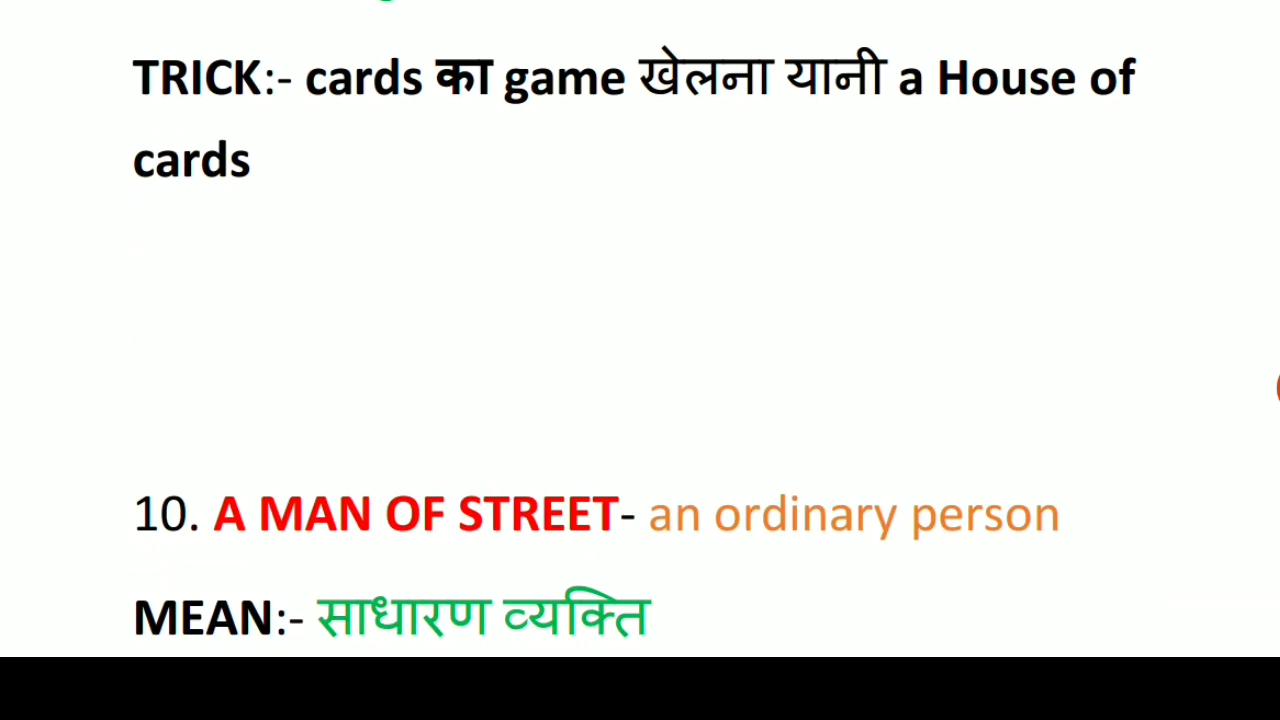 TRICK:- cards का game खेलना यानी a House of
cards
10. A MAN OF STREET- an ordinary person
MEAN:- साधारण व्यक्ति